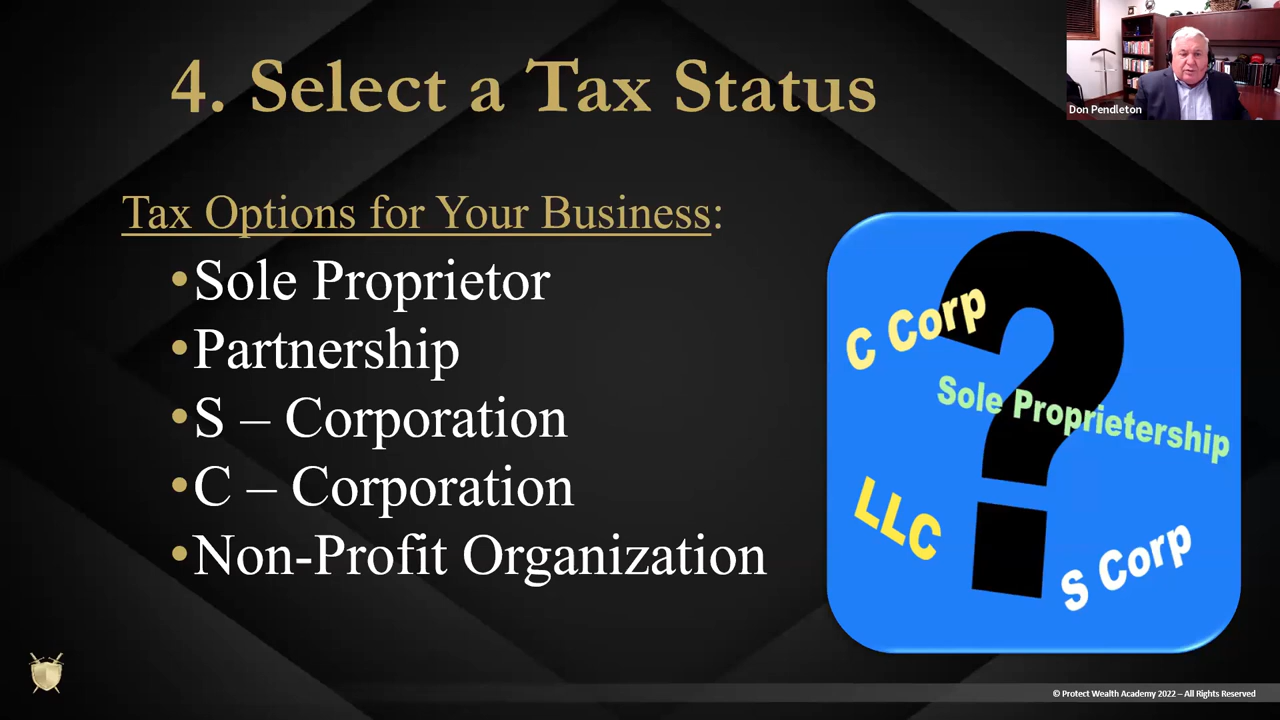 4. Select a Tax Status
Don Pendleton
Tax Options for Your Business:
•Sole Proprietor
•Partnership
•S – Corporation
•C – Corporation
•Non-Profit Organization
C Corp
Sole Proprietership
LLC
S Corp
© Protect Wealth Academy 2022 – All Rights Reserved